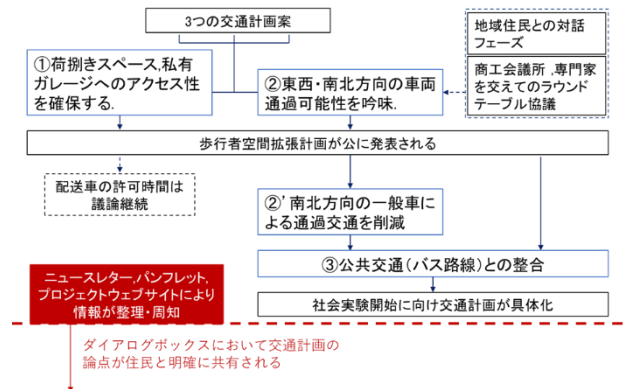 3つの交通計画案
地域住民との対話
フェーズ
①荷捌きスペース,私有
ガレージへのアクセス性
を確保する.
②東西・南北方向の車両
通過可能性を吟味.
商工会議所 ,専門家
を交えてのラウンド
テーブル協議
歩行者空間拡張計画が公に発表される
配送車の許可時間は
議論継続
②’南北方向の一般車に
よる通過交通を削減
③公共交通(バス路線)との整合
ニュースレター,パンフレット,
プロジェクトウェブサイトにより
情報が整理・周知
社会実験開始に向け交通計画が具体化
ダイアログボックスにおいて交通計画の
論点が住民と明確に共有される